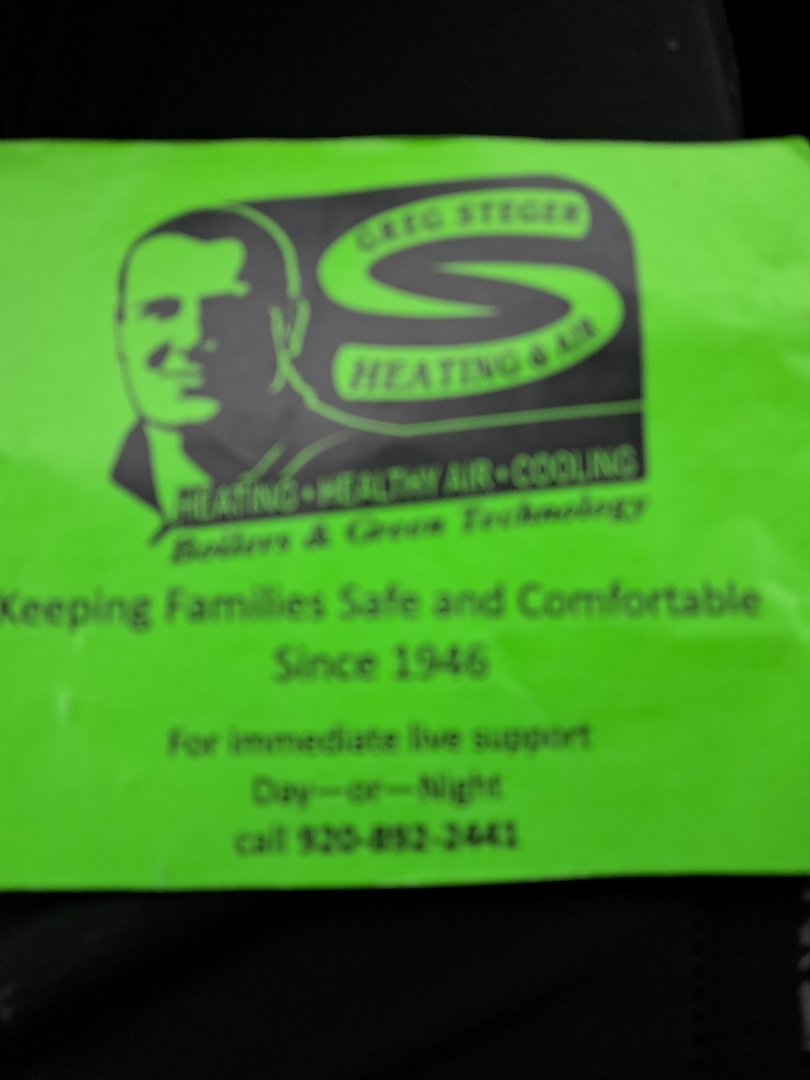 GREG STEGER
HEATING & AIR
HEATING • HEALTHY AIR • COOLING
Boilers & Green Technology
Keeping Families Safe and Comfortable
Since 1946
For immediate live support
Day—or—Night
call 920-892-2441